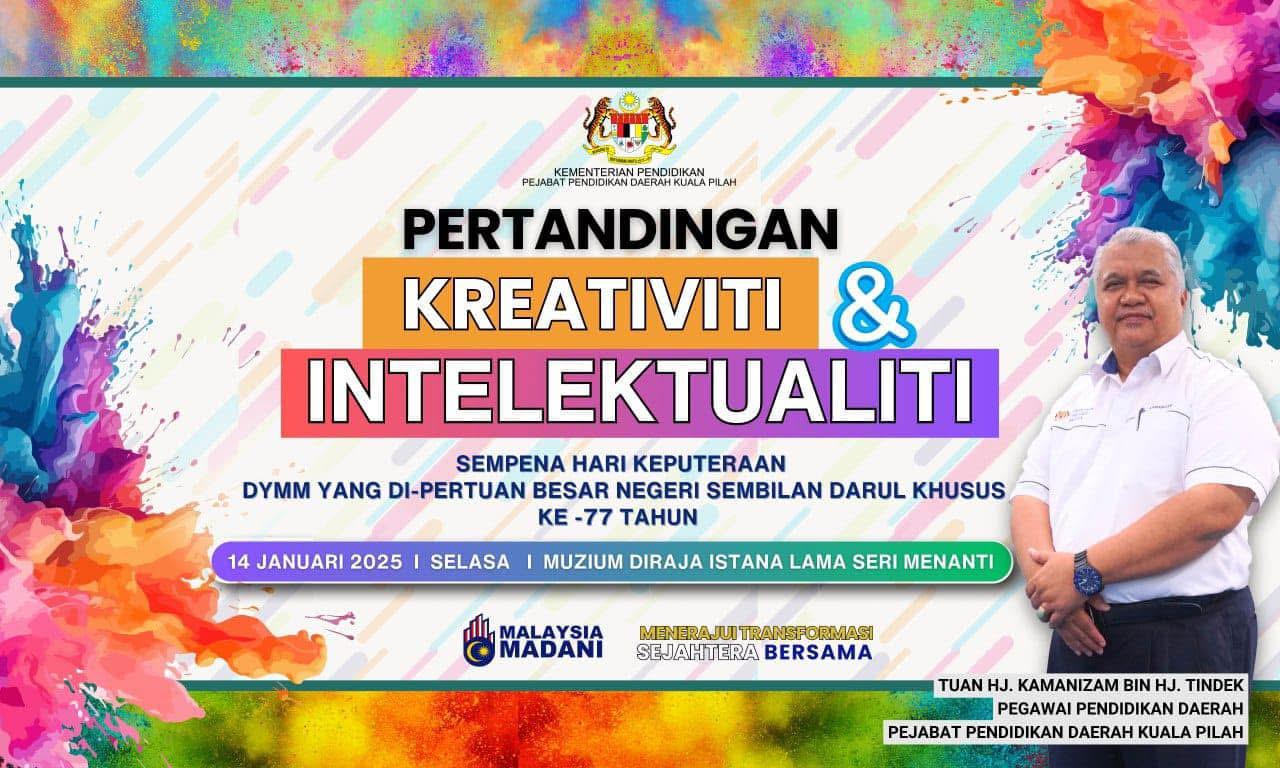 KEMENTERIAN PENDIDIKAN
PEJABAT PENDIDIKAN DAERAH KUALA PILAH
PERTANDINGAN
KREATIVITI &
INTELEKTUALITI
SEMPENA HARI KEPUTERAAN
DYMM YANG DI-PERTUAN BESAR NEGERI SEMBILAN DARUL KHUSUS
KE -77 TAHUN
14 JANUARI 2025 I SELASA I MUZIUM DIRAJA ISTANA LAMA SERI MENANTI
MALAYSIA
MADANI
MENERAJUI TRANSFORMASI
SEJAHTERA BERSAMA
TUAN HJ. KAMANIZAM BIN HJ. TINDEK
PEGAWAI PENDIDIKAN DAERAH
PEJABAT PENDIDIKAN DAERAH KUALA PILAH